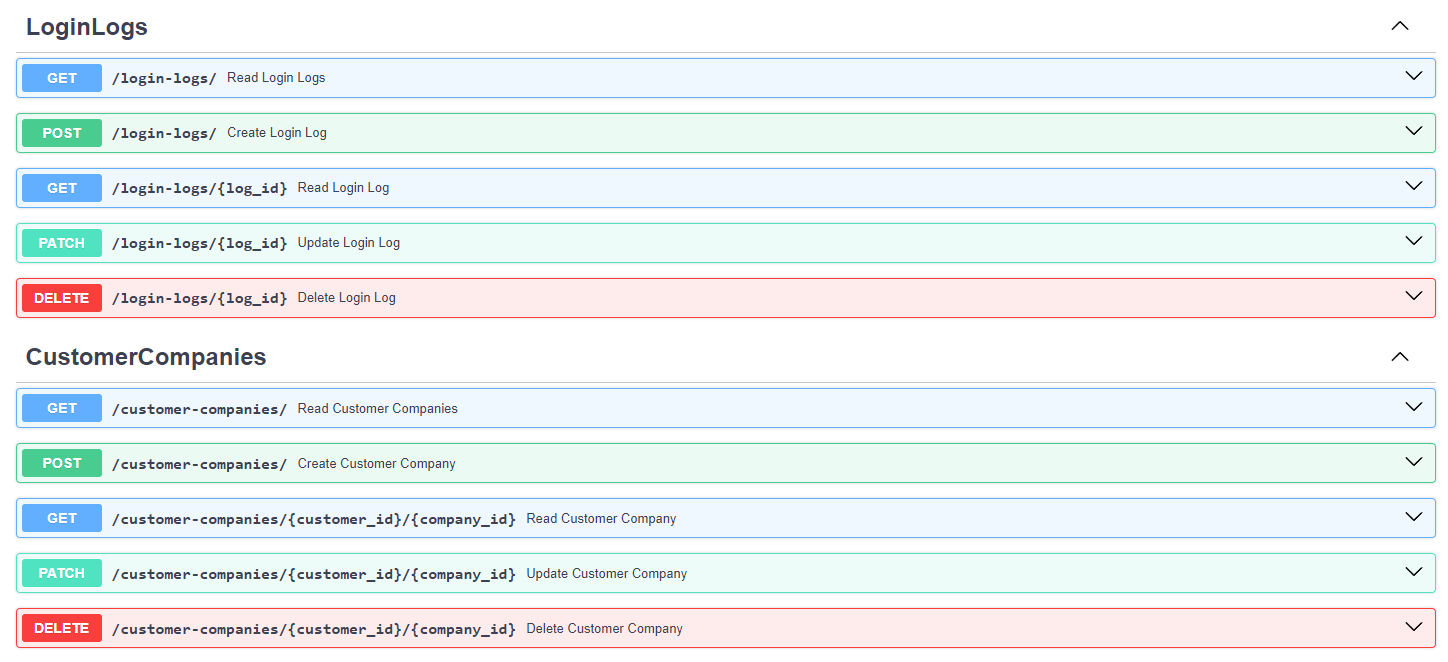 LoginLogs
GET /login-logs/ Read Login Logs
POST /login-logs/ Create Login Log
GET /login-logs/{log_id} Read Login Log
PATCH /login-logs/{log_id} Update Login Log
DELETE /login-logs/{log_id} Delete Login Log
CustomerCompanies
GET /customer-companies/ Read Customer Companies
POST /customer-companies/ Create Customer Company
GET /customer-companies/{customer_id}/{company_id} Read Customer Company
PATCH /customer-companies/{customer_id}/{company_id} Update Customer Company
DELETE /customer-companies/{customer_id}/{company_id} Delete Customer Company